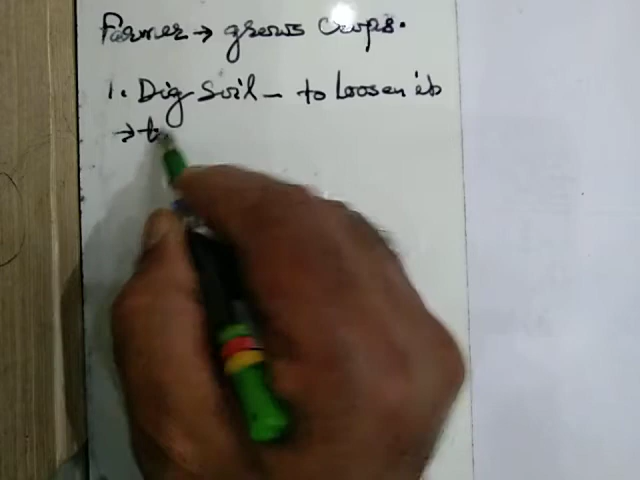 Farmer → grows Crops.
1. Dig Soil – to Loosen it
→ t